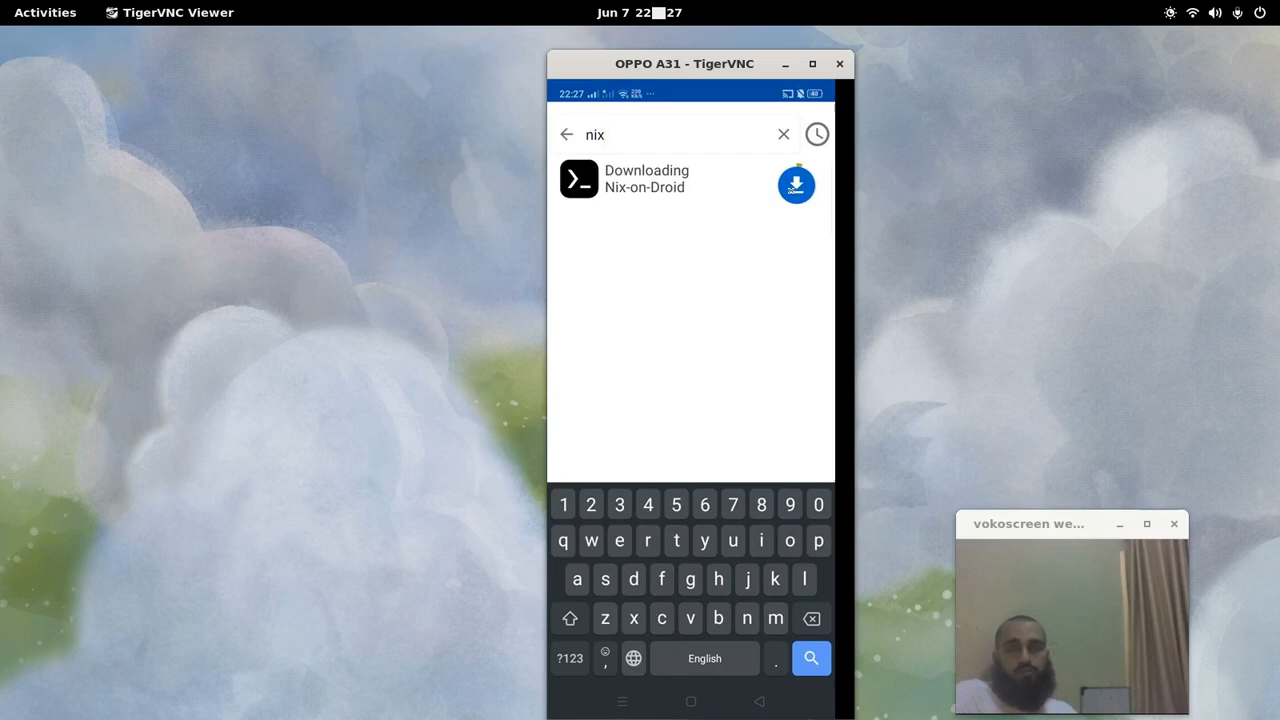 Activities
TigerVNC Viewer
Jun 7 22 27
OPPO A31 - TigerVNC
22:27
48
nix
Downloading
Nix-on-Droid
1 2 3 4 5 6 7 8 9 0
q w e r t y u i o p
a s d f g h j k l
z x c v b n m
?123 , English .
vokoscreen we...